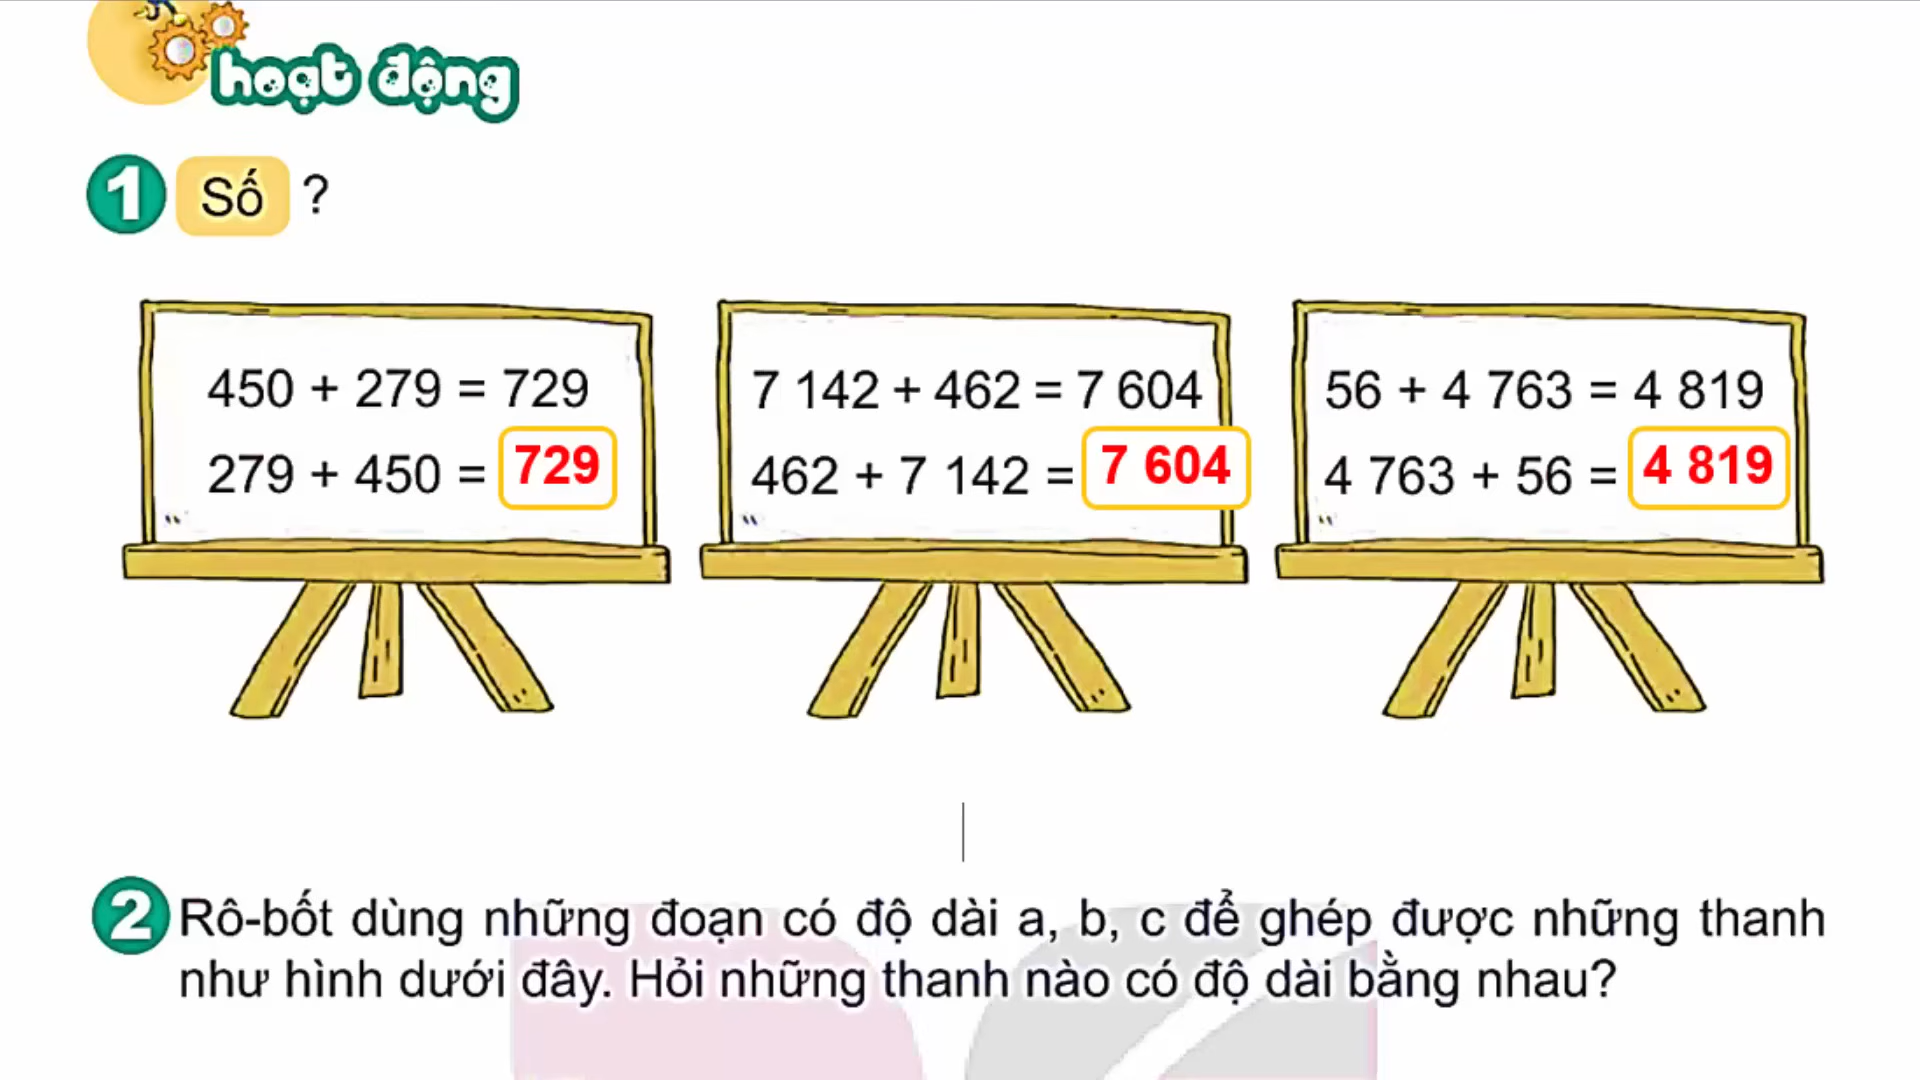 hoạt động
1 Số ?
450 + 279 = 729
279 + 450 = 729
7 142 + 462 = 7 604
462 + 7 142 = 7 604
56 + 4 763 = 4 819
4 763 + 56 = 4 819
2 Rô-bốt dùng những đoạn có độ dài a, b, c để ghép được những thanh
như hình dưới đây. Hỏi những thanh nào có độ dài bằng nhau?